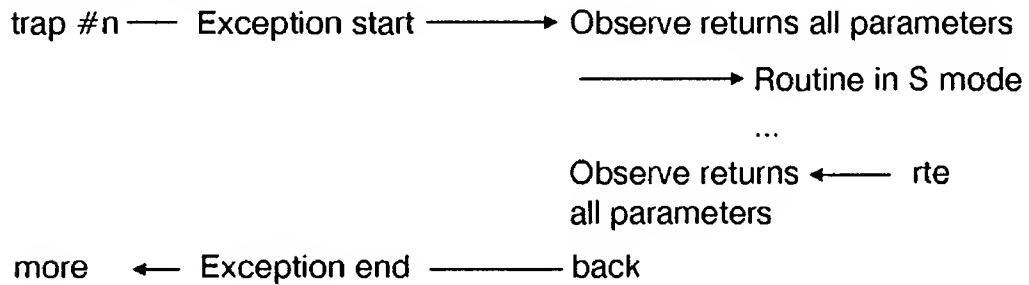 trap #n — Exception start → Observe returns all parameters
→ Routine in S mode
...
Observe returns ← rte
all parameters
more ← Exception end — back